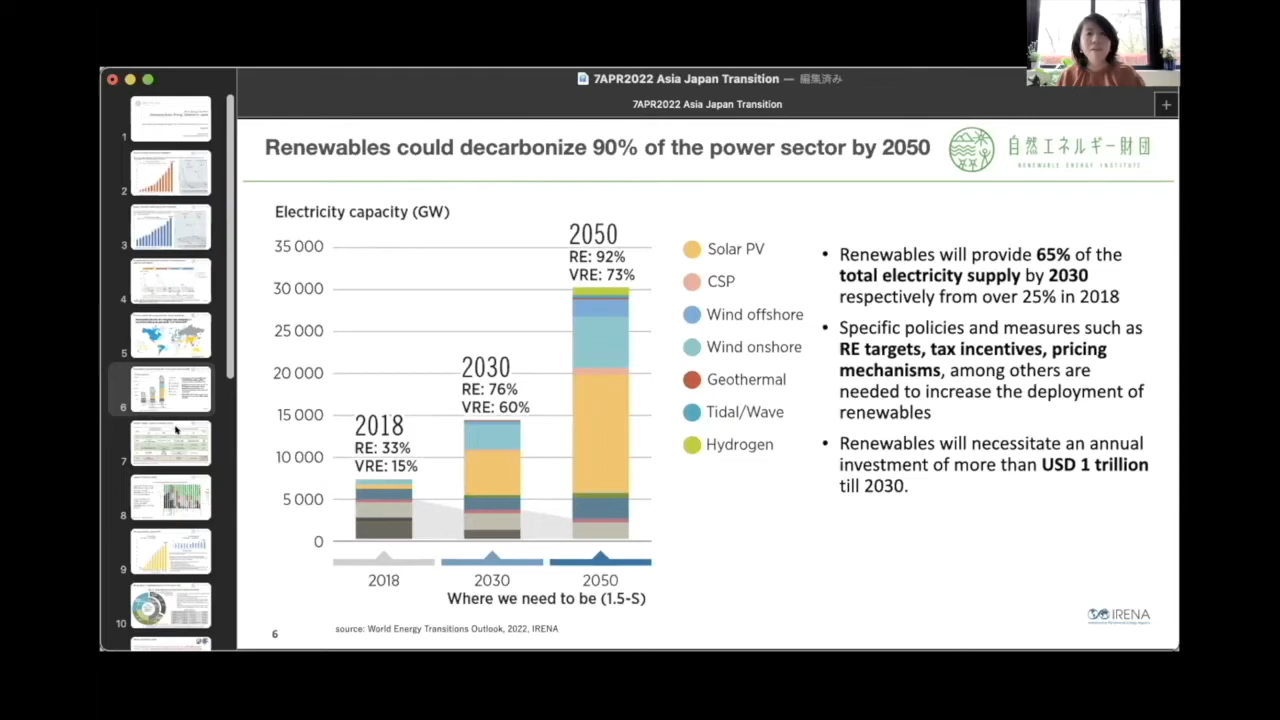 7APR2022 Asia Japan Transition — 編集済み
7APR2022 Asia Japan Transition
1
2
3
4
5
6
7
8
9
10
Renewables could decarbonize 90% of the power sector by 2050
自然エネルギー財団
RENEWABLE ENERGY INSTITUTE
Electricity capacity (GW)
35 000
30 000
25 000
20 000
15 000
10 000
5 000
0
2018
RE: 33%
VRE: 15%
2030
RE: 76%
VRE: 60%
2050
RE: 92%
VRE: 73%
2018
2030
2050
Where we need to be (1.5-S)
Solar PV
CSP
Wind offshore
Wind onshore
Geothermal
Tidal/Wave
Hydrogen
• Renewables will provide 65% of the
total electricity supply by 2030
respectively from over 25% in 2018
• Specific policies and measures such as
RE targets, tax incentives, pricing
mechanisms, among others are
needed to increase the deployment of
renewables
• Renewables will necessitate an annual
investment of more than USD 1 trillion
till 2030.
6
source: World Energy Transitions Outlook, 2022, IRENA
IRENA